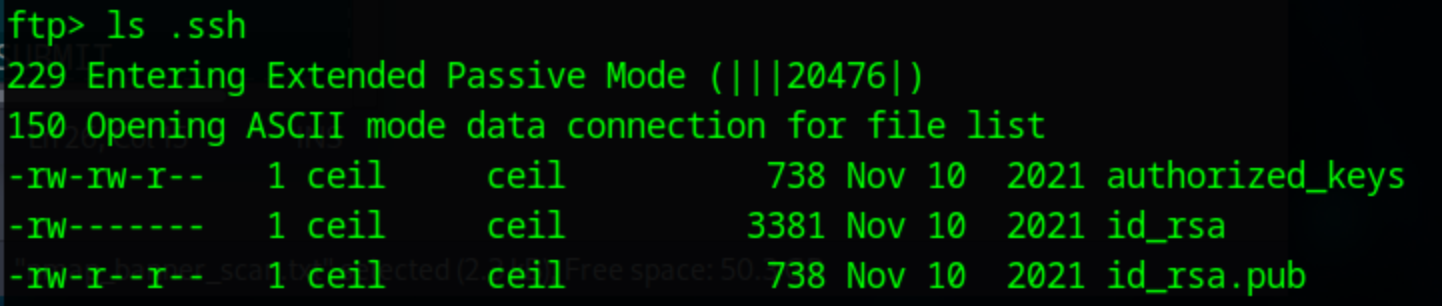 ftp> ls .ssh
229 Entering Extended Passive Mode (|||20476|)
150 Opening ASCII mode data connection for file list
-rw-rw-r--   1 ceil     ceil          738 Nov 10  2021 authorized_keys
-rw-------   1 ceil     ceil         3381 Nov 10  2021 id_rsa
-rw-r--r--   1 ceil     ceil          738 Nov 10  2021 id_rsa.pub